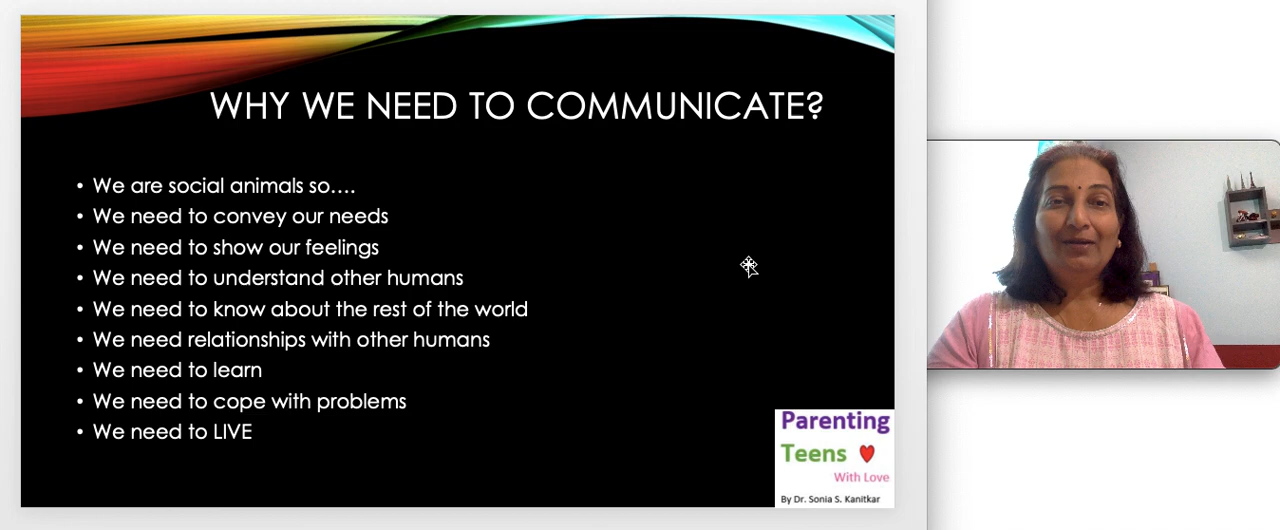 WHY WE NEED TO COMMUNICATE?
• We are social animals so....
• We need to convey our needs
• We need to show our feelings
• We need to understand other humans
• We need to know about the rest of the world
• We need relationships with other humans
• We need to learn
• We need to cope with problems
• We need to LIVE
Parenting
Teens
With Love
By Dr. Sonia S. Kanitkar